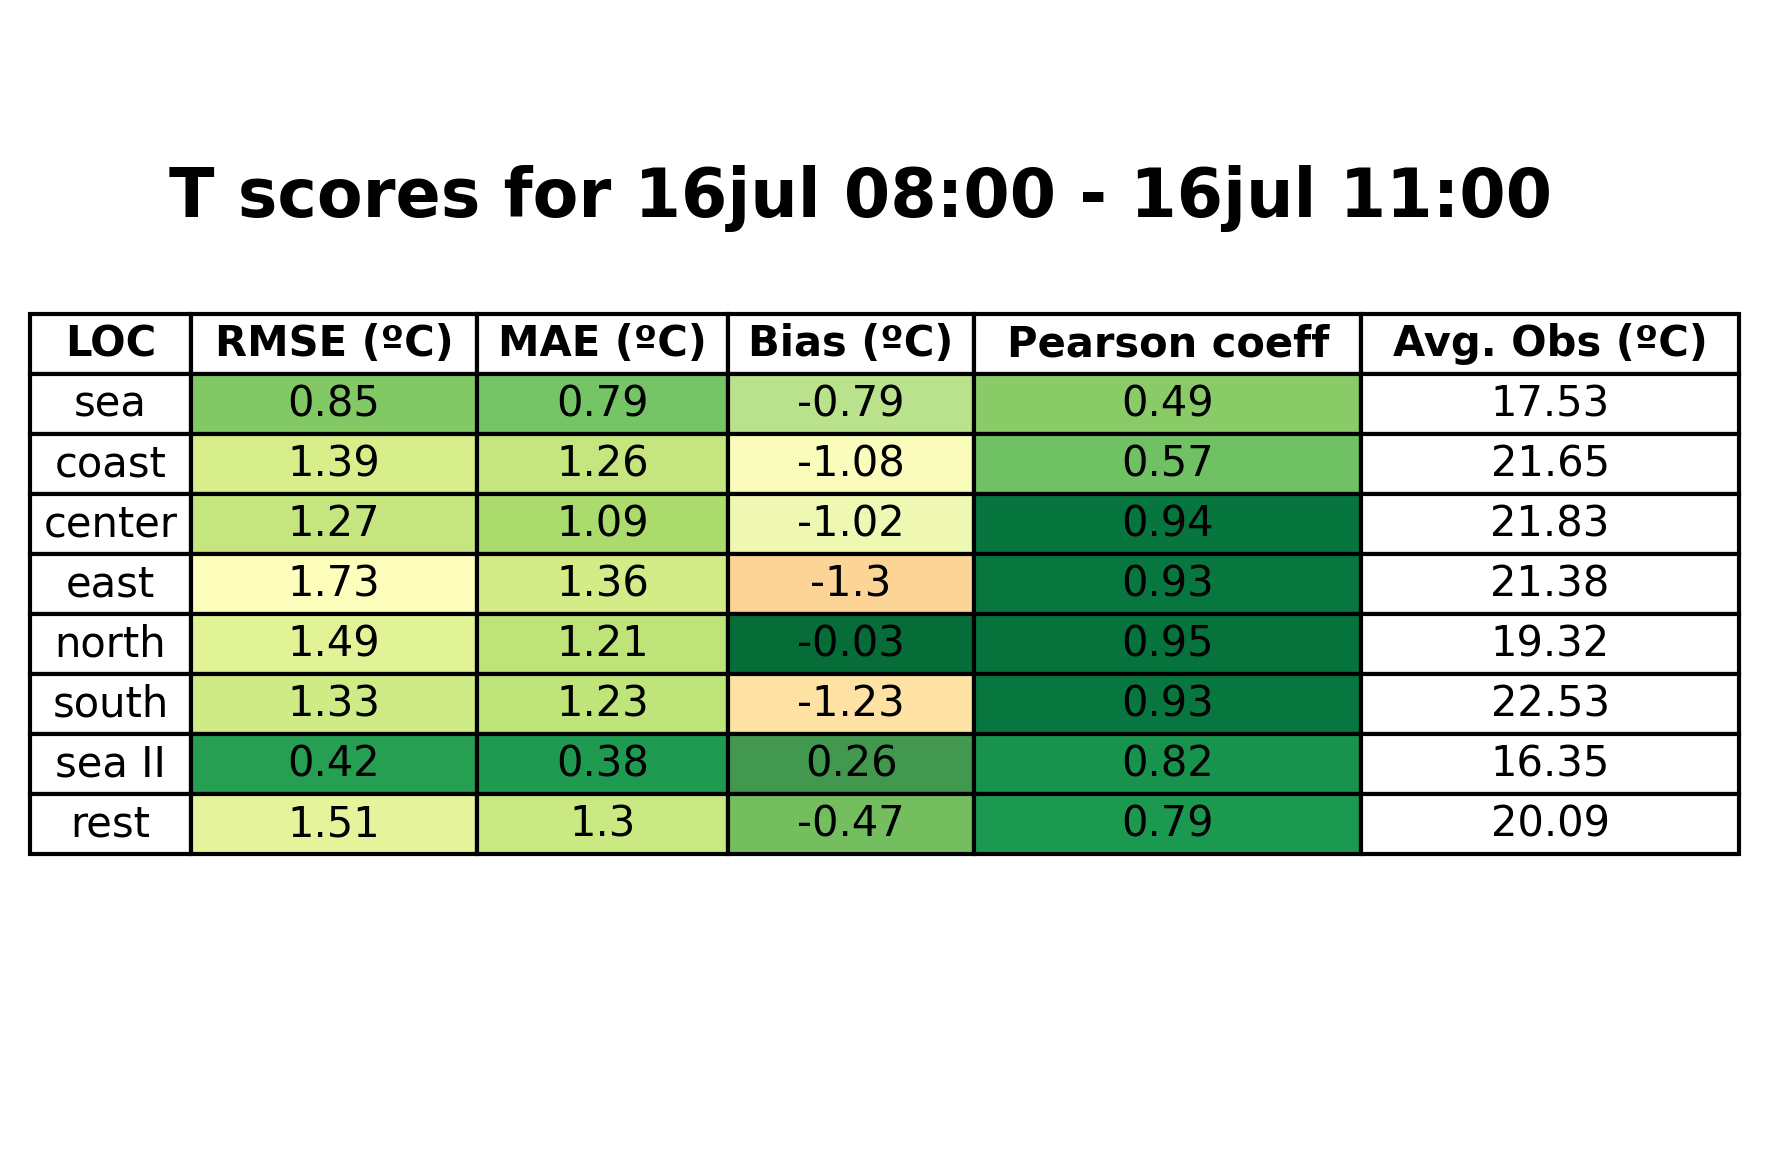 T scores for 16jul 08:00 - 16jul 11:00
LOC RMSE (ºC) MAE (ºC) Bias (ºC) Pearson coeff Avg. Obs (ºC)
sea 0.85 0.79 -0.79 0.49 17.53
coast 1.39 1.26 -1.08 0.57 21.65
center 1.27 1.09 -1.02 0.94 21.83
east 1.73 1.36 -1.3 0.93 21.38
north 1.49 1.21 -0.03 0.95 19.32
south 1.33 1.23 -1.23 0.93 22.53
sea II 0.42 0.38 0.26 0.82 16.35
rest 1.51 1.3 -0.47 0.79 20.09